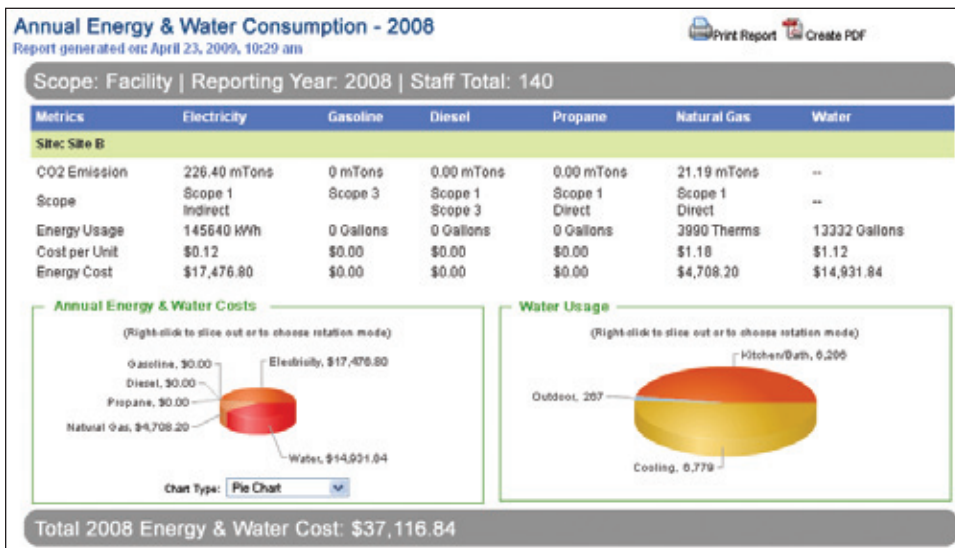 Annual Energy & Water Consumption - 2008
Print Report Create PDF
Report generated on: April 23, 2009, 10:29 am
Scope: Facility | Reporting Year: 2008 | Staff Total: 140
Metrics Electricity Gasoline Diesel Propane Natural Gas Water
Site: Site B
CO2 Emission 226.40 mTons 0 mTons 0.00 mTons 0.00 mTons 21.19 mTons --
Scope Scope 1 Indirect Scope 3 Scope 1 Scope 3 Scope 1 Direct Scope 1 Direct --
Energy Usage 145640 kWh 0 Gallons 0 Gallons 0 Gallons 3990 Therms 13332 Gallons
Cost per Unit $0.12 $0.00 $0.00 $0.00 $1.18 $1.12
Energy Cost $17,476.80 $0.00 $0.00 $0.00 $4,708.20 $14,931.84
Annual Energy & Water Costs
(Right-click to slice out or to choose rotation mode)
Gasoline, $0.00
Electricity, $17,476.80
Diesel, $0.00
Propane, $0.00
Natural Gas, $4,708.20
Water, $14,931.84
Chart Type: Pie Chart
Water Usage
(Right-click to slice out or to choose rotation mode)
Kitchen/Bath, 6,286
Outdoor, 267
Cooling, 6,779
Total 2008 Energy & Water Cost: $37,116.84